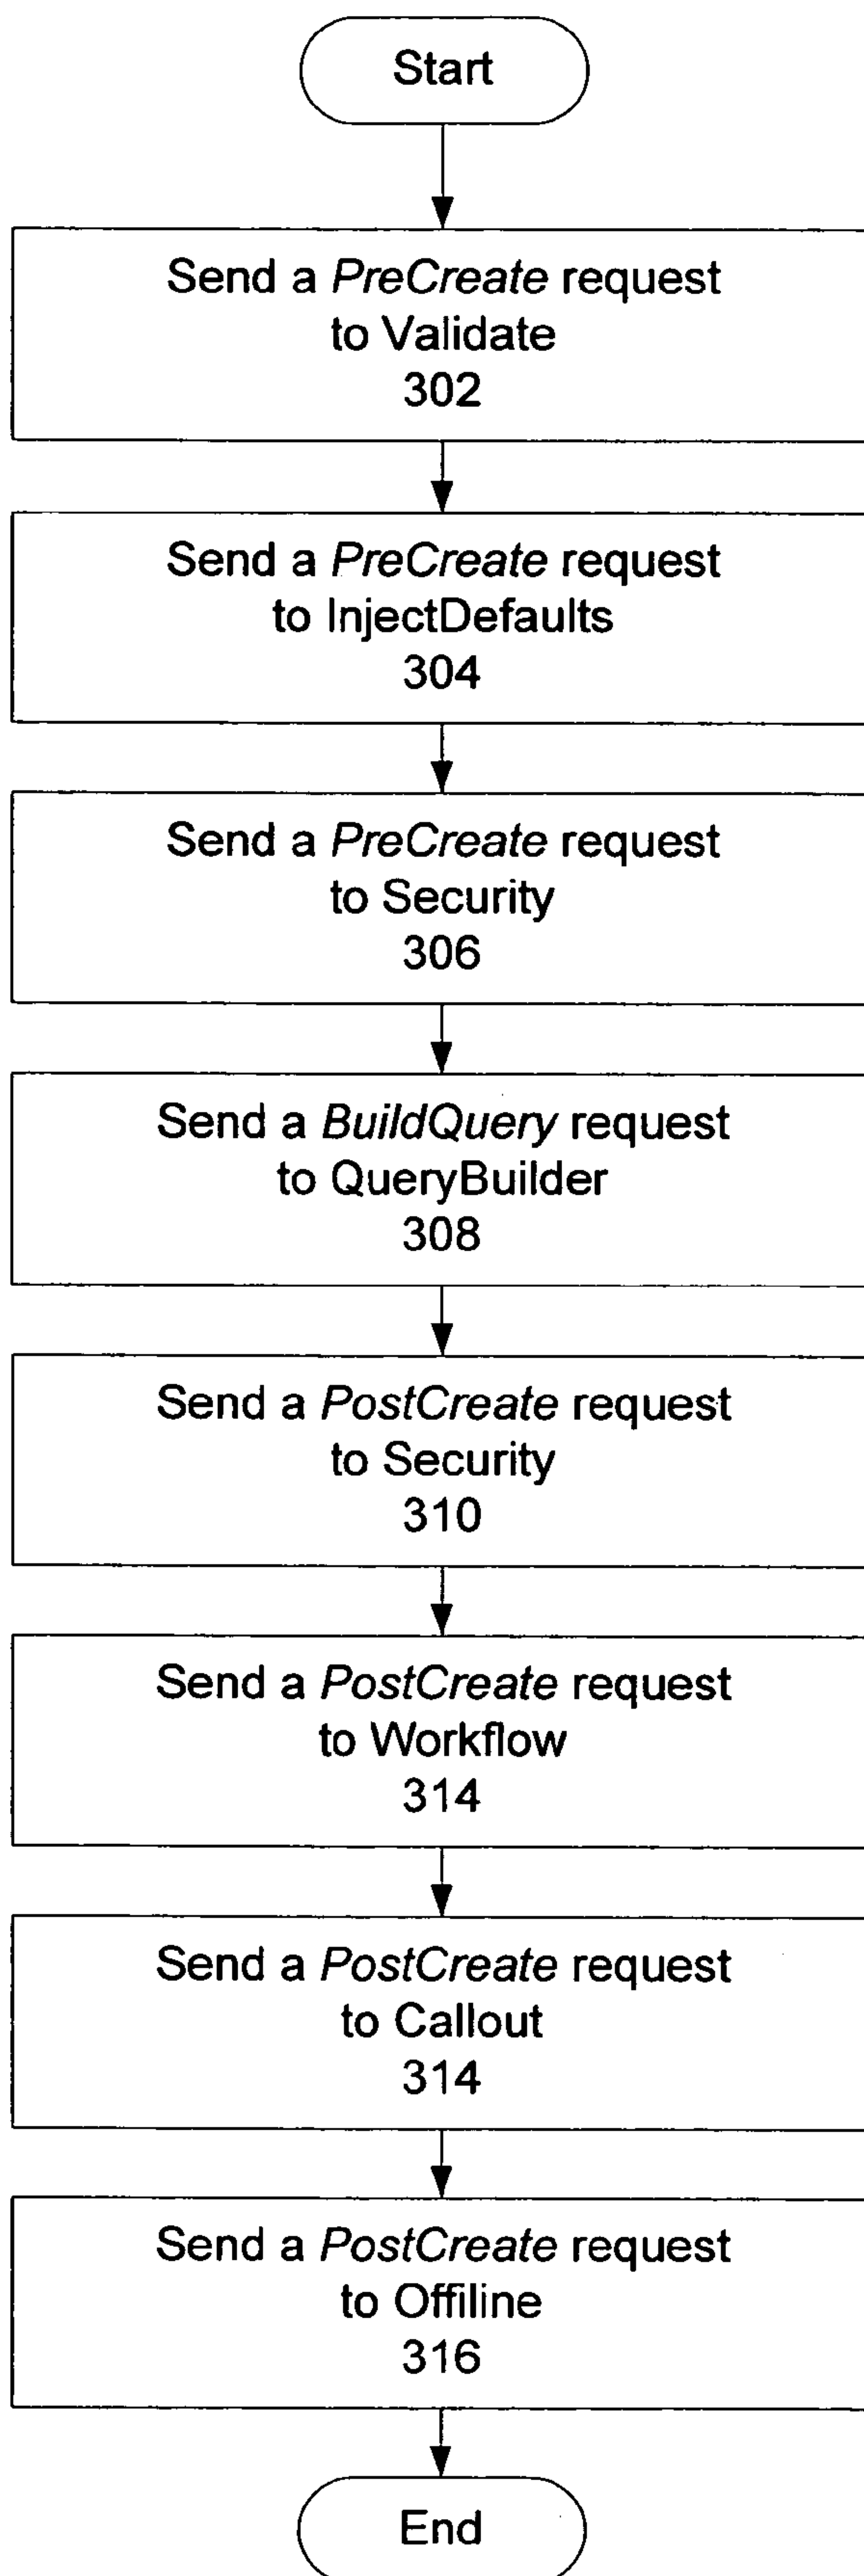 Start
Send a PreCreate request
to Validate
302
Send a PreCreate request
to InjectDefaults
304
Send a PreCreate request
to Security
306
Send a BuildQuery request
to QueryBuilder
308
Send a PostCreate request
to Security
310
Send a PostCreate request
to Workflow
314
Send a PostCreate request
to Callout
314
Send a PostCreate request
to Offiline
316
End